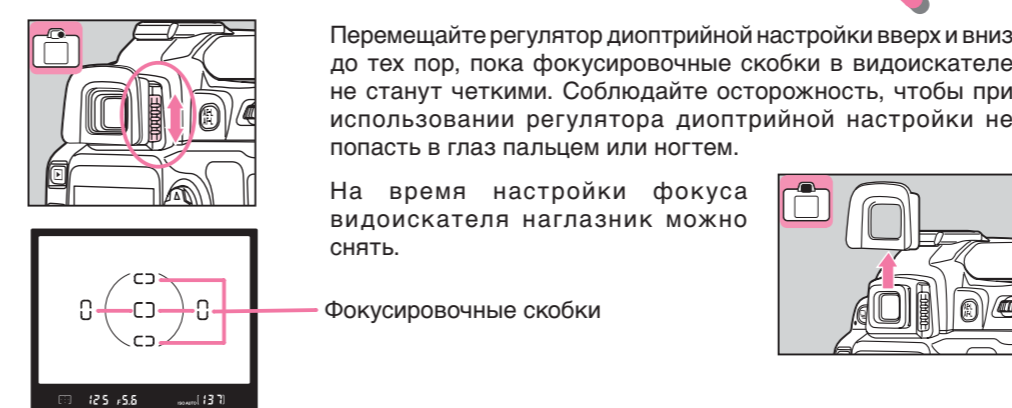 Перемещайте регулятор диоптрийной настройки вверх и вниз
до тех пор, пока фокусировочные скобки в видоискателе
не станут четкими. Соблюдайте осторожность, чтобы при
использовании регулятора диоптрийной настройки не
попасть в глаз пальцем или ногтем.
На время настройки фокуса
видоискателя наглазник можно
снять.
Фокусировочные скобки
125 F5.6 ISO AUTO [137]